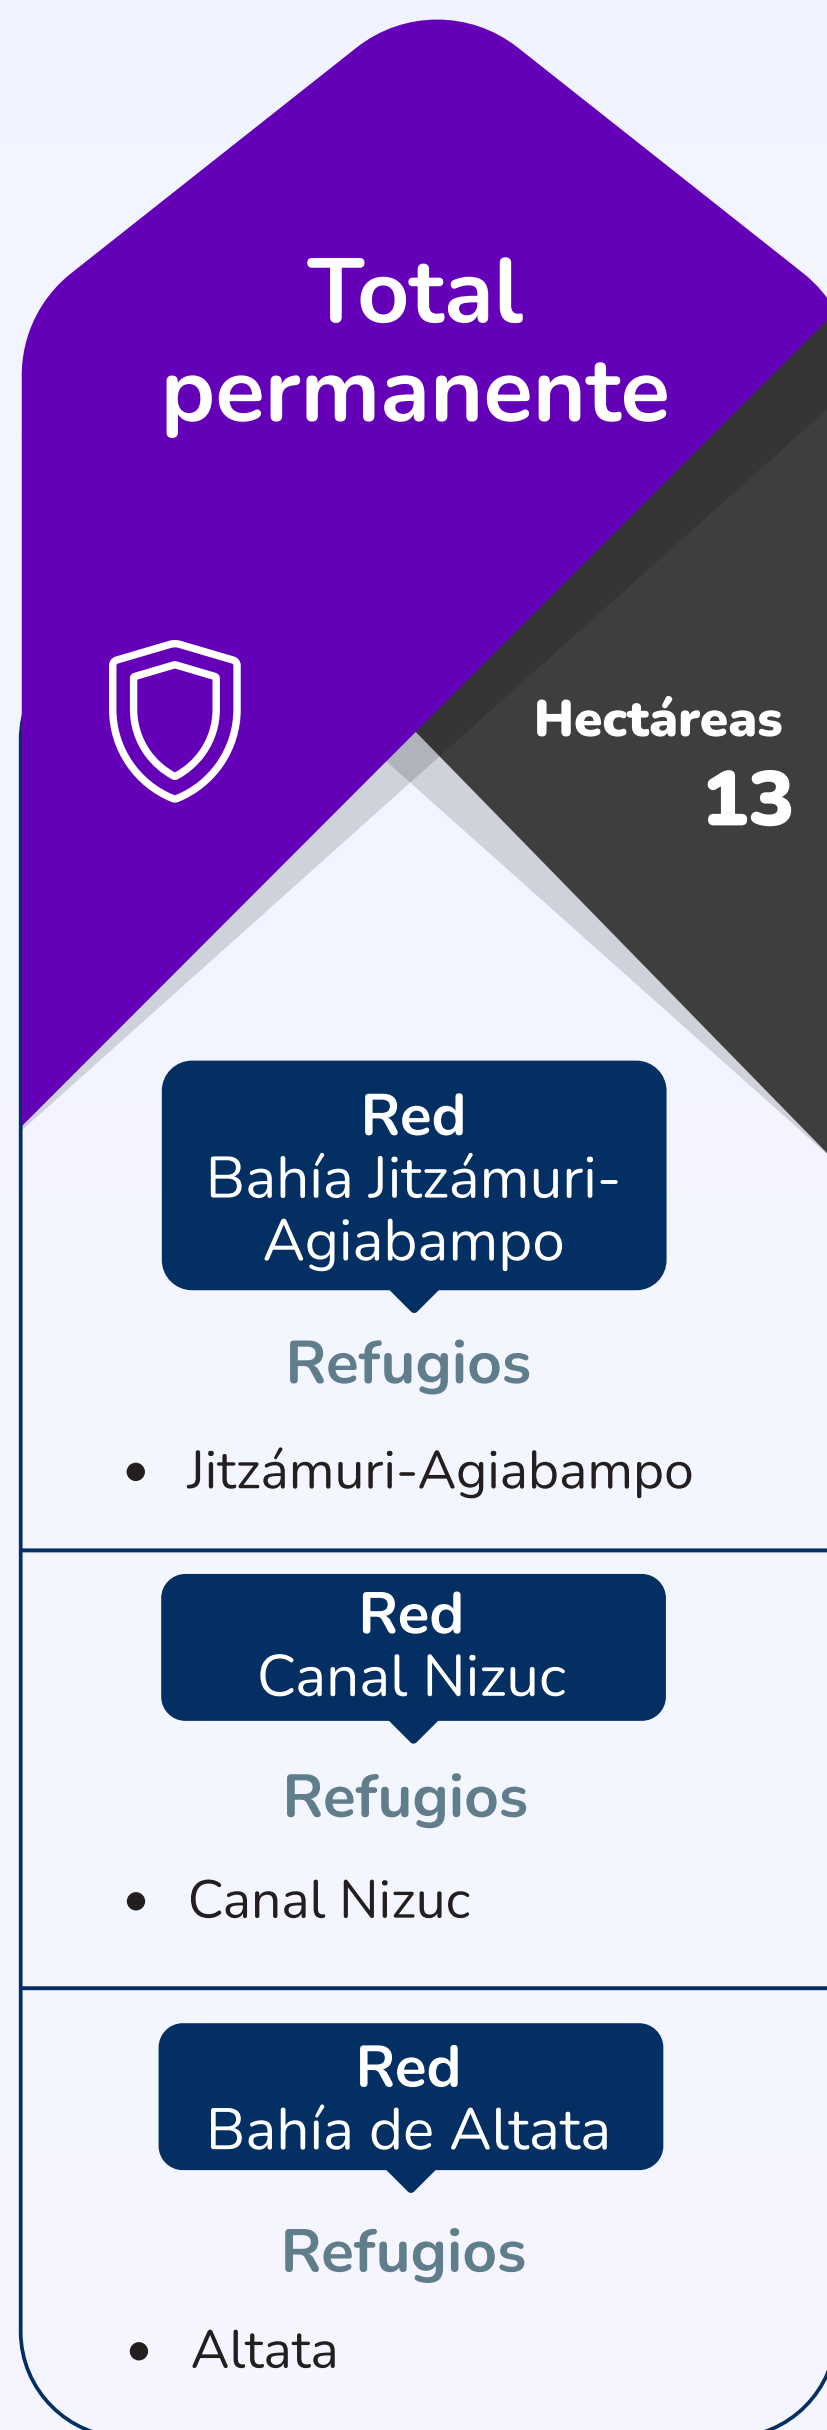 Total
permanente
Hectáreas
13
Red
Bahía Jitzámuri-
Agiabampo
Refugios
• Jitzámuri-Agiabampo
Red
Canal Nizuc
Refugios
• Canal Nizuc
Red
Bahía de Altata
Refugios
• Altata